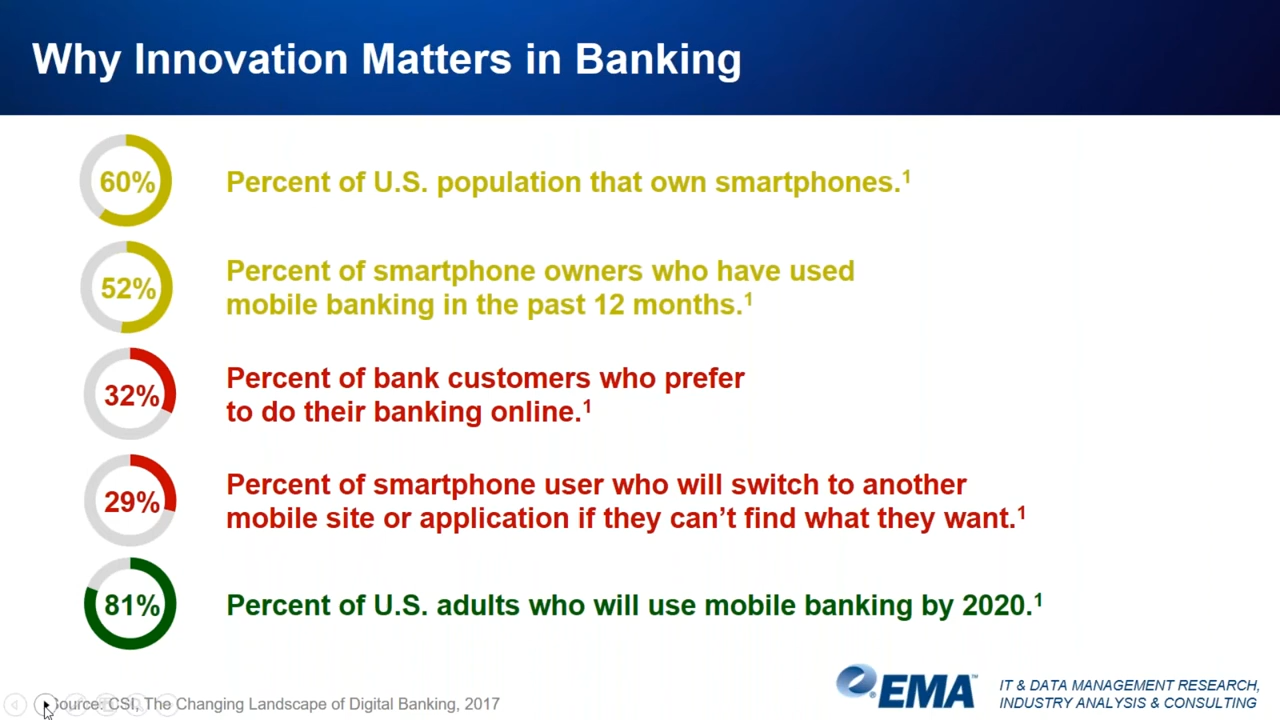 Why Innovation Matters in Banking
60%
Percent of U.S. population that own smartphones.¹
52%
Percent of smartphone owners who have used
mobile banking in the past 12 months.¹
32%
Percent of bank customers who prefer
to do their banking online.¹
29%
Percent of smartphone user who will switch to another
mobile site or application if they can’t find what they want.¹
81%
Percent of U.S. adults who will use mobile banking by 2020.¹
Source: CSI, The Changing Landscape of Digital Banking, 2017
EMA™
IT & DATA MANAGEMENT RESEARCH,
INDUSTRY ANALYSIS & CONSULTING